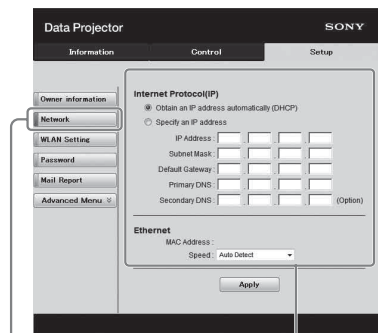 Data Projector
SONY
Information
Control
Setup
Owner information
Network
WLAN Setting
Password
Mail Report
Advanced Menu
Internet Protocol(IP)
Obtain an IP address automatically (DHCP)
Specify an IP address
IP Address :
Subnet Mask :
Default Gateway :
Primary DNS :
Secondary DNS : (Option)
Ethernet
MAC Address :
Speed : Auto Detect
Apply